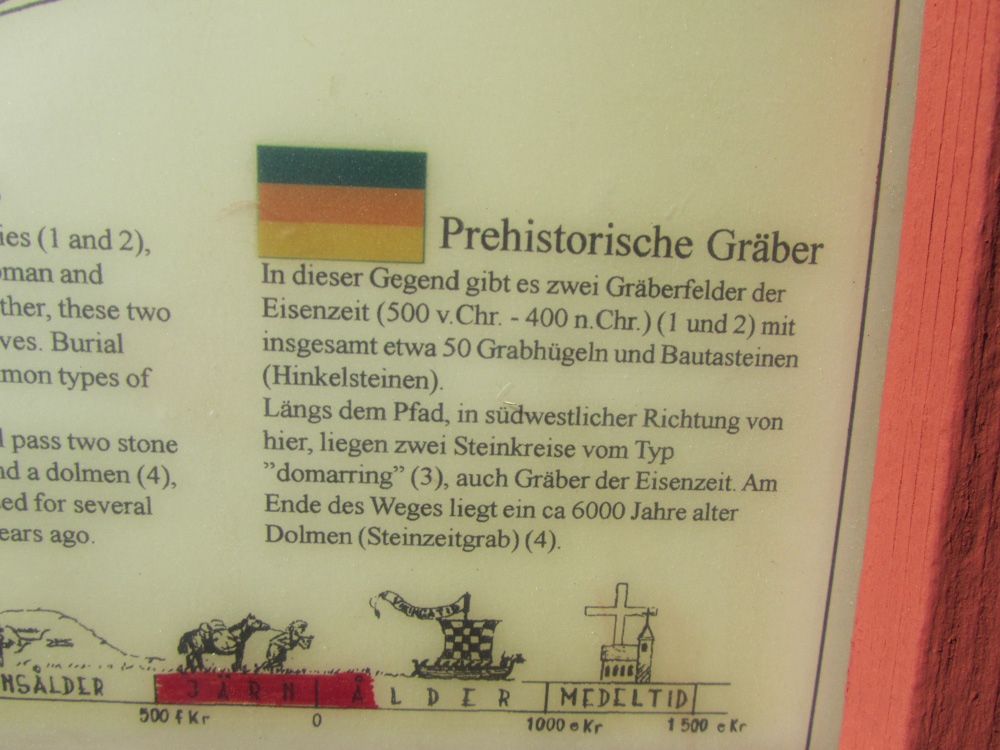 ies (1 and 2),
oman and
ther, these two
ves. Burial
mon types of
l pass two stone
nd a dolmen (4),
ed for several
ears ago.
Prehistorische Gräber
In dieser Gegend gibt es zwei Gräberfelder der
Eisenzeit (500 v.Chr. - 400 n.Chr.) (1 und 2) mit
insgesamt etwa 50 Grabhügeln und Bautasteinen
(Hinkelsteinen).
Längs dem Pfad, in südwestlicher Richtung von
hier, liegen zwei Steinkreise vom Typ
”domarring” (3), auch Gräber der Eisenzeit. Am
Ende des Weges liegt ein ca 6000 Jahre alter
Dolmen (Steinzeitgrab) (4).
VIKINGATID
NSÅLDER JÄRNÅLDER MEDELTID
500 f Kr 0 1000 e Kr 1500 e Kr